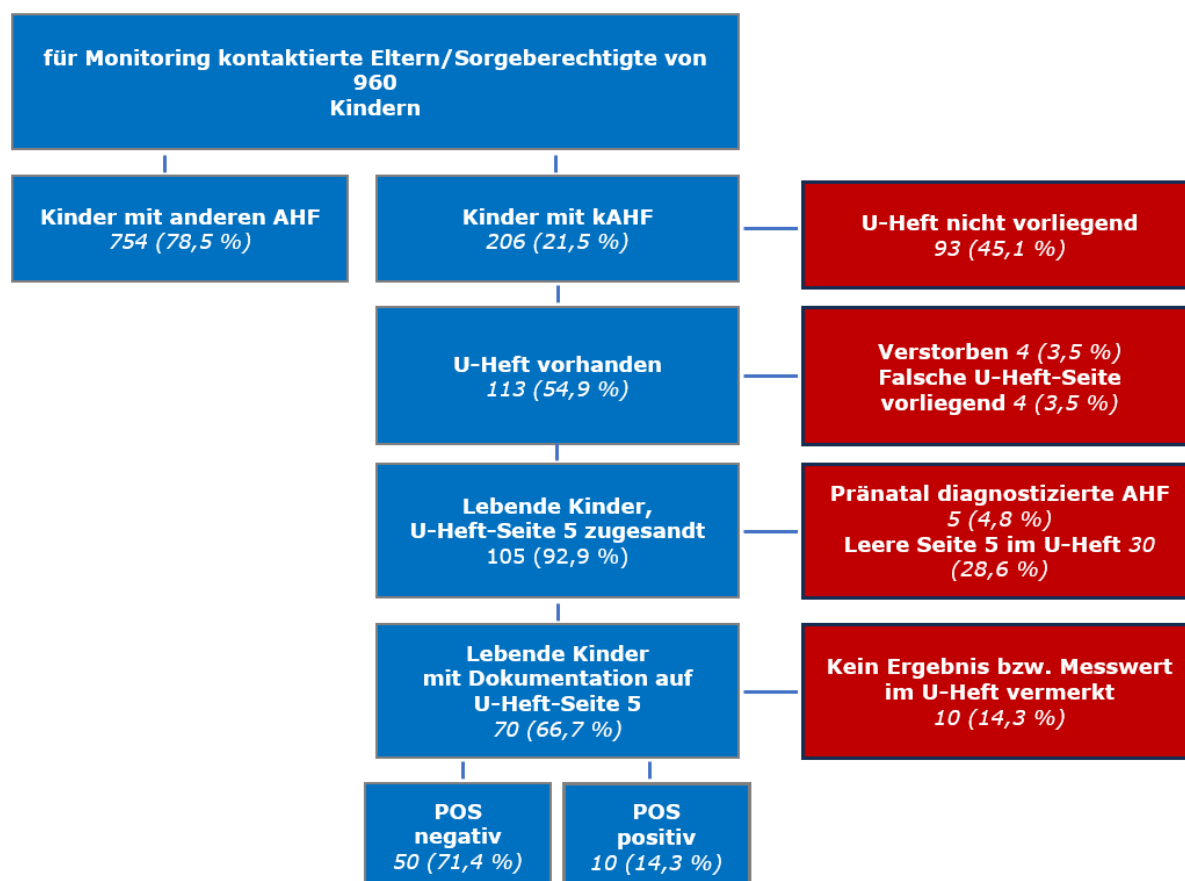 für Monitoring kontaktierte Eltern/Sorgeberechtigte von
960
Kindern
Kinder mit anderen AHF
754 (78,5 %)
Kinder mit kAHF
206 (21,5 %)
U-Heft nicht vorliegend
93 (45,1 %)
U-Heft vorhanden
113 (54,9 %)
Verstorben 4 (3,5 %)
Falsche U-Heft-Seite
vorliegend 4 (3,5 %)
Lebende Kinder,
U-Heft-Seite 5 zugesandt
105 (92,9 %)
Pränatal diagnostizierte AHF
5 (4,8 %)
Leere Seite 5 im U-Heft 30
(28,6 %)
Lebende Kinder
mit Dokumentation auf
U-Heft-Seite 5
70 (66,7 %)
Kein Ergebnis bzw. Messwert
im U-Heft vermerkt
10 (14,3 %)
POS
negativ
50 (71,4 %)
POS
positiv
10 (14,3 %)